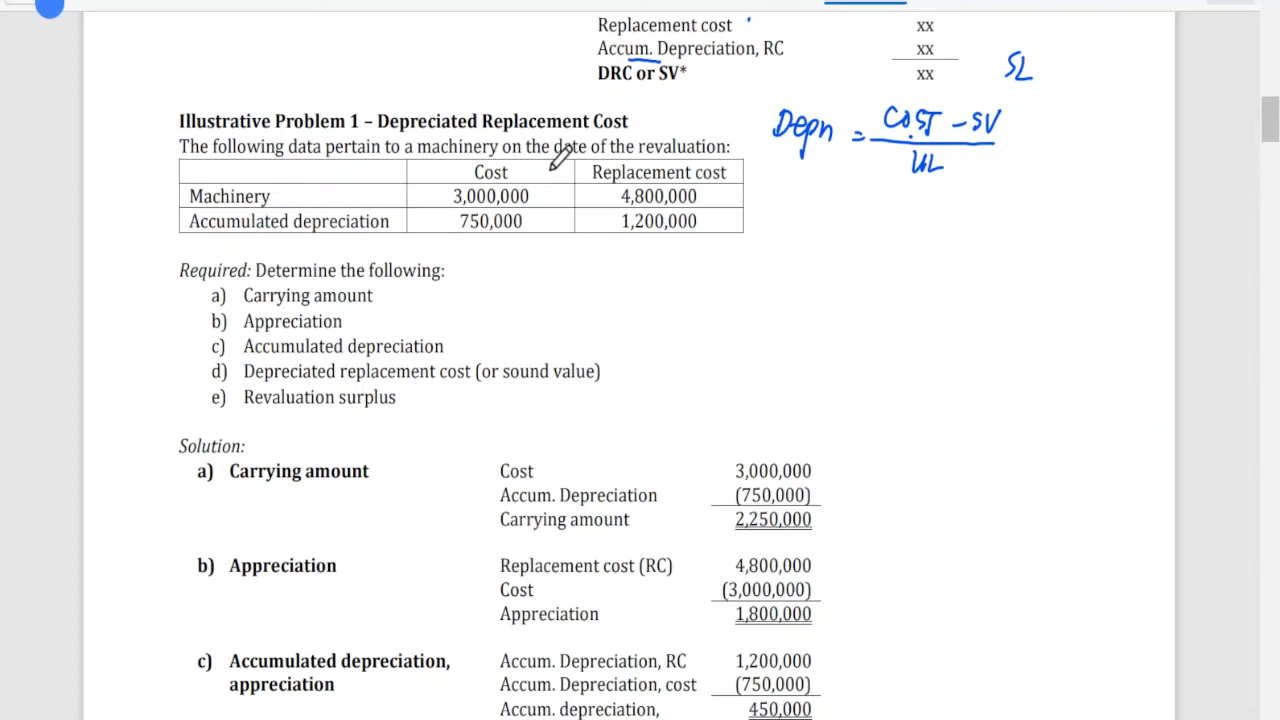 Replacement cost xx
Accum. Depreciation, RC xx
DRC or SV* xx
SL
Illustrative Problem 1 – Depreciated Replacement Cost
Depn = COST - SV
UL
The following data pertain to a machinery on the date of the revaluation:
Cost Replacement cost
Machinery 3,000,000 4,800,000
Accumulated depreciation 750,000 1,200,000
Required: Determine the following:
a) Carrying amount
b) Appreciation
c) Accumulated depreciation
d) Depreciated replacement cost (or sound value)
e) Revaluation surplus
Solution:
a) Carrying amount Cost 3,000,000
Accum. Depreciation (750,000)
Carrying amount 2,250,000
b) Appreciation Replacement cost (RC) 4,800,000
Cost (3,000,000)
Appreciation 1,800,000
c) Accumulated depreciation, Accum. Depreciation, RC 1,200,000
appreciation Accum. Depreciation, cost (750,000)
Accum. depreciation, 450,000